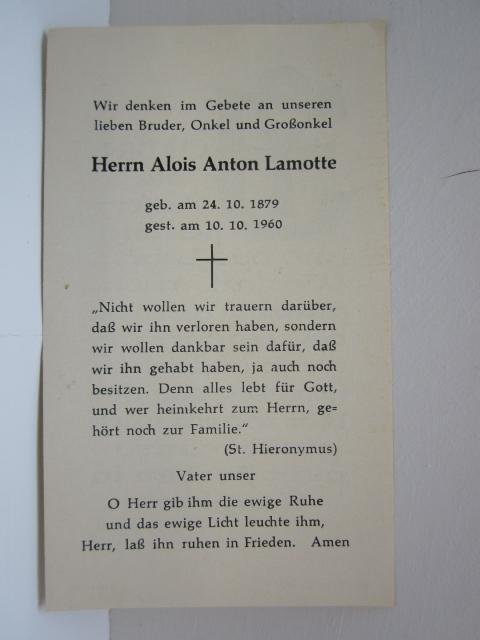 Wir denken im Gebete an unseren
lieben Bruder, Onkel und Großonkel
Herrn Alois Anton Lamotte
geb. am 24. 10. 1879
gest. am 10. 10. 1960
„Nicht wollen wir trauern darüber,
daß wir ihn verloren haben, sondern
wir wollen dankbar sein dafür, daß
wir ihn gehabt haben, ja auch noch
besitzen. Denn alles lebt für Gott,
und wer heimkehrt zum Herrn, ge=
hört noch zur Familie.“
(St. Hieronymus)
Vater unser
O Herr gib ihm die ewige Ruhe
und das ewige Licht leuchte ihm,
Herr, laß ihn ruhen in Frieden. Amen